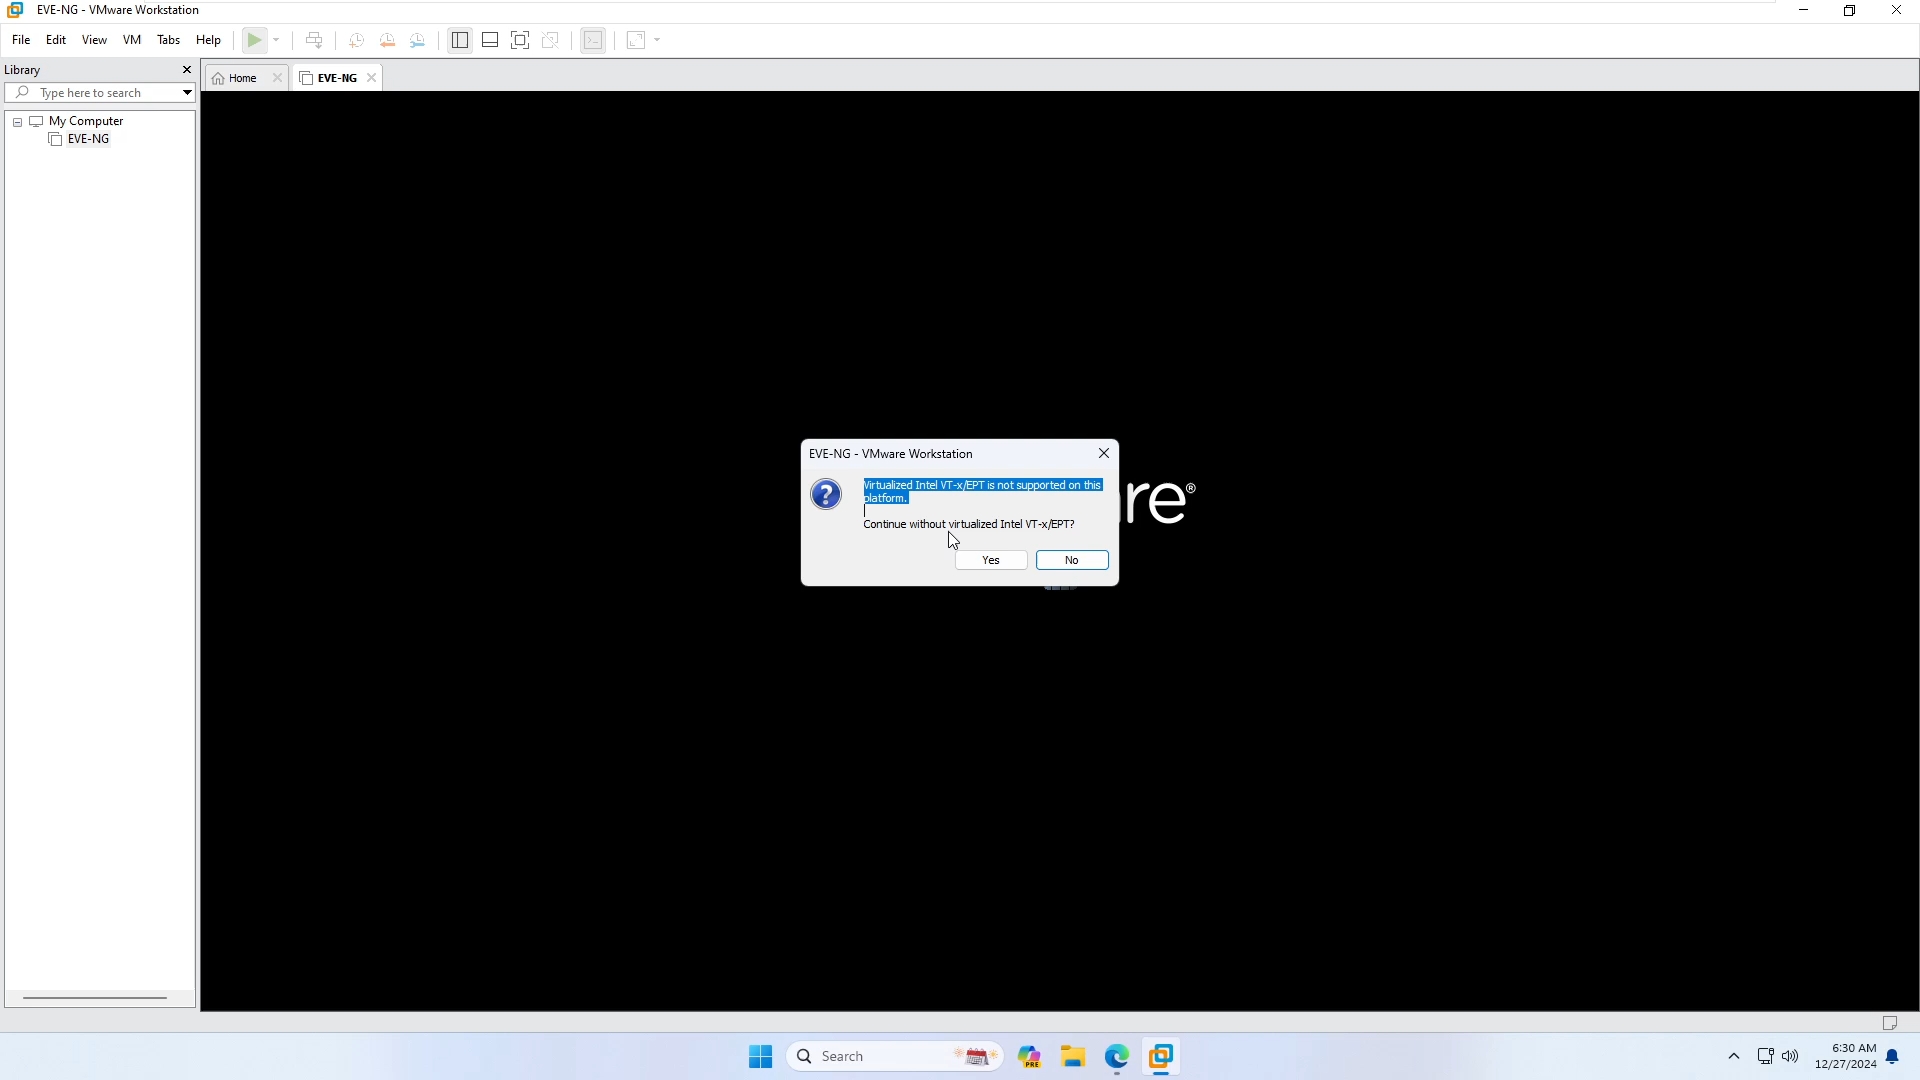 EVE-NG - VMware Workstation
File Edit View VM Tabs Help
Library
Home
EVE-NG
Type here to search
My Computer
EVE-NG
EVE-NG - VMware Workstation
Virtualized Intel VT-x/EPT is not supported on this
platform.
Continue without virtualized Intel VT-x/EPT?
Yes
No
re®
Search
PRE
6:30 AM
12/27/2024